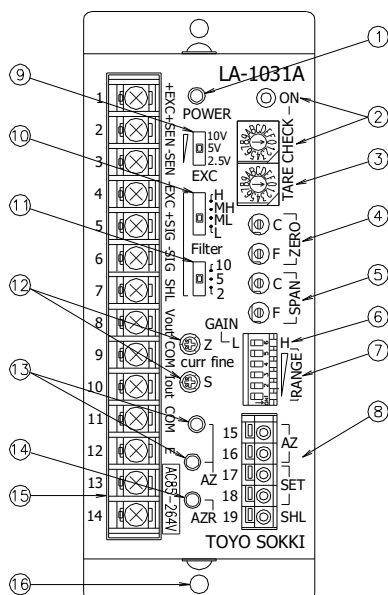 1
LA-1031A
9
ON
POWER
2
10
10V
5V
2.5V
EXC
TARE CHECK
3
11
H
MH
ML
L
Filter
C
F
ZERO
4
10
5
2
C
F
SPAN
5
12
GAIN
L
H
6
Z
curr fine
S
RANGE
7
13
14
AZ
AZR
15
16
17
18
19
AZ
SET
SHL
8
15
TOYO SOKKI
16
1 +EXC
2 +SEN
3 -SEN
4 -EXC
5 +SIG
6 -SIG
7 SHL
8 Vout
9 COM
10 Iout
11 COM
12 E
13
14
AC85-264V